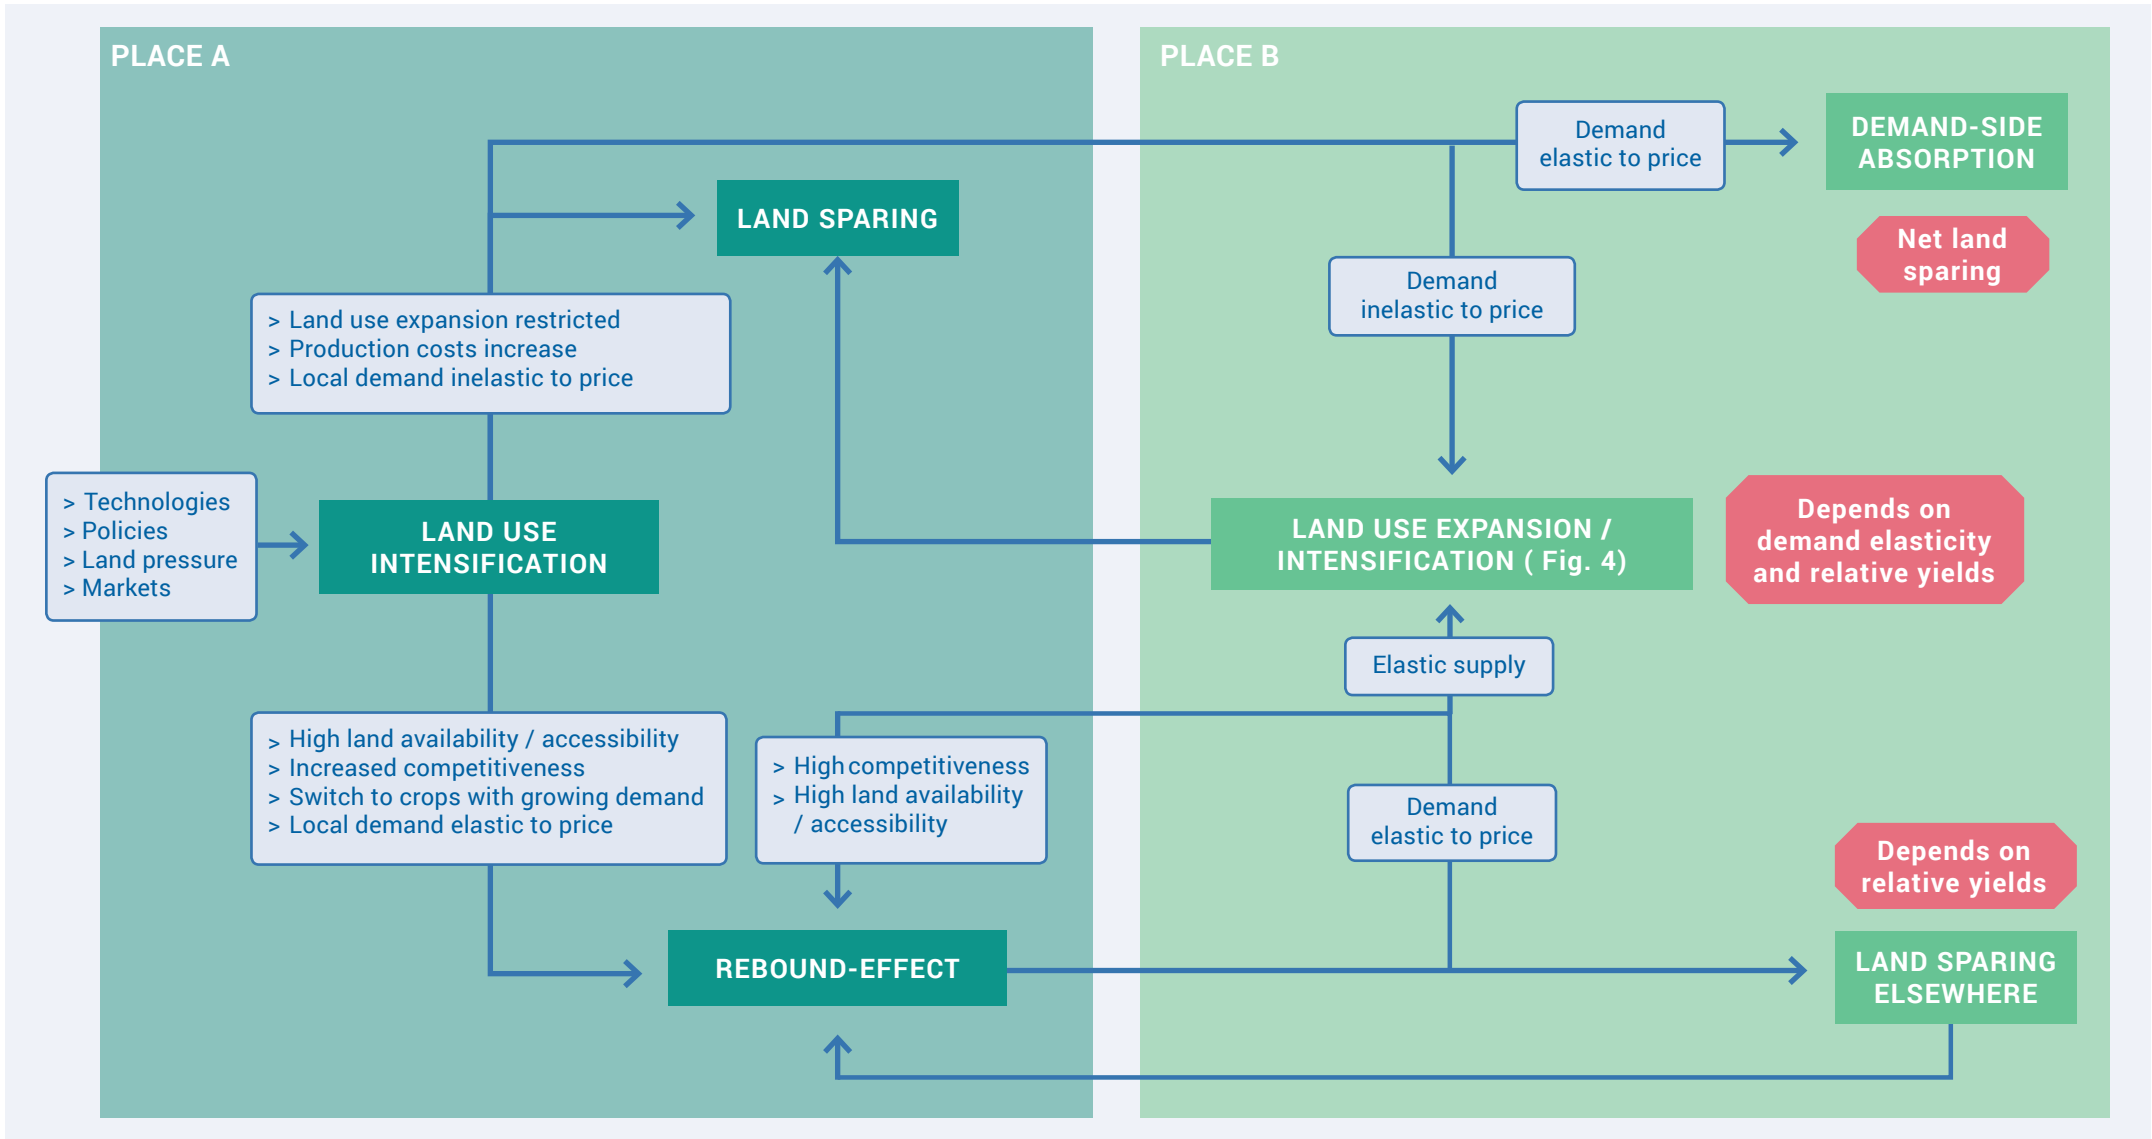 PLACE A
> Technologies
> Policies
> Land pressure
> Markets
LAND USE
INTENSIFICATION
> Land use expansion restricted
> Production costs increase
> Local demand inelastic to price
LAND SPARING
> High land availability / accessibility
> Increased competitiveness
> Switch to crops with growing demand
> Local demand elastic to price
> High competitiveness
> High land availability
/ accessibility
REBOUND-EFFECT
PLACE B
Demand
elastic to price
DEMAND-SIDE
ABSORPTION
Net land
sparing
Demand
inelastic to price
LAND USE EXPANSION /
INTENSIFICATION ( Fig. 4)
Depends on
demand elasticity
and relative yields
Elastic supply
Demand
elastic to price
Depends on
relative yields
LAND SPARING
ELSEWHERE